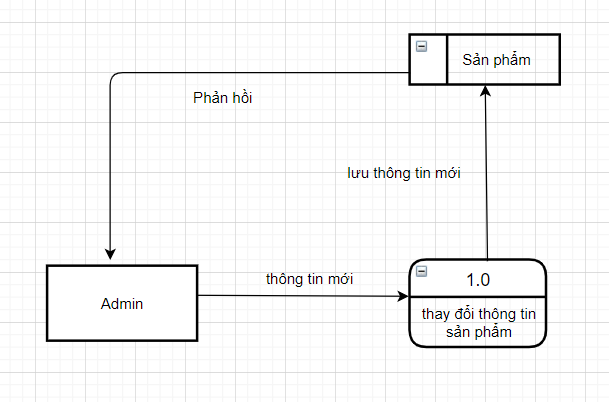 Sản phẩm
Phản hồi
lưu thông tin mới
thông tin mới
1.0
Admin
thay đổi thông tin
sản phẩm